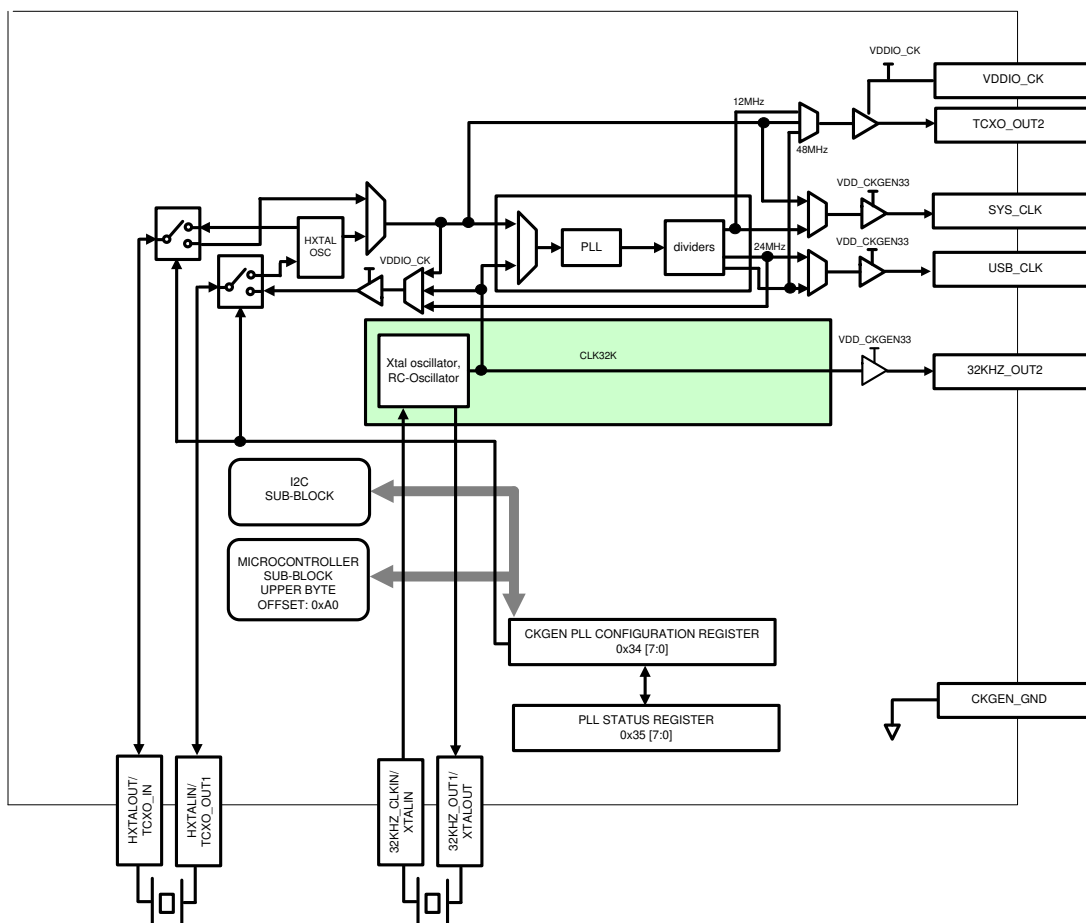 VDDIO_CK
VDDIO_CK
12MHz
TCXO_OUT2
48MHz
VDD_CKGEN33
SYS_CLK
HXTAL
OSC
PLL
dividers
24MHz
VDD_CKGEN33
VDDIO_CK
USB_CLK
Xtal oscillator,
RC-Oscillator
CLK32K
VDD_CKGEN33
32KHZ_OUT2
I2C
SUB-BLOCK
MICROCONTROLLER
SUB-BLOCK
UPPER BYTE
OFFSET: 0xA0
CKGEN PLL CONFIGURATION REGISTER
0x34 [7:0]
CKGEN_GND
PLL STATUS REGISTER
0x35 [7:0]
HXTALOUT/
TCXO_IN
HXTALIN/
TCXO_OUT1
32KHZ_CLKIN/
XTALIN
32KHZ_OUT1/
XTALOUT